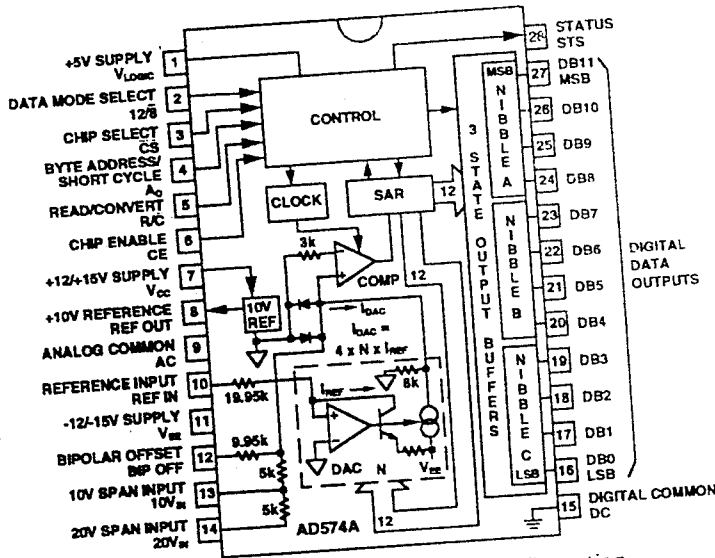 +5V SUPPLY
VLOGIC
1
DATA MODE SELECT
12/8
2
CHIP SELECT
CS
3
BYTE ADDRESS/
SHORT CYCLE
A0
4
READ/CONVERT
R/C
5
CHIP ENABLE
CE
6
+12/+15V SUPPLY
VCC
7
+10V REFERENCE
REF OUT
8
ANALOG COMMON
AC
9
REFERENCE INPUT
REF IN
10
-12/-15V SUPPLY
VEE
11
BIPOLAR OFFSET
BIP OFF
12
10V SPAN INPUT
10VIN
13
20V SPAN INPUT
20VIN
14
CONTROL
CLOCK
SAR
12
3k
COMP
12
10V
REF
IDAC
IDAC =
4 x N x IREF
IREF
8k
19.95k
9.95k
5k
5k
DAC
N
VEE
12
AD574A
3 STATE OUTPUT BUFFERS
MSB
NIBBLE A
NIBBLE B
NIBBLE C
LSB
28
STATUS
STS
27
DB11
MSB
26
DB10
25
DB9
24
DB8
23
DB7
22
DB6
21
DB5
20
DB4
19
DB3
18
DB2
17
DB1
16
DB0
LSB
15
DIGITAL COMMON
DC
DIGITAL
DATA
OUTPUTS